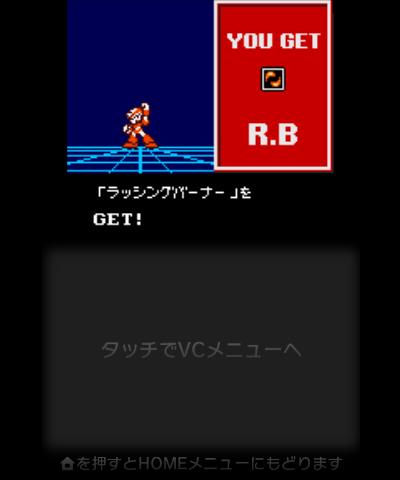 YOU GET
R.B
「ラッシングバーナー」を
GET!
タッチでVCメニューへ
を押すとHOMEメニューにもどります